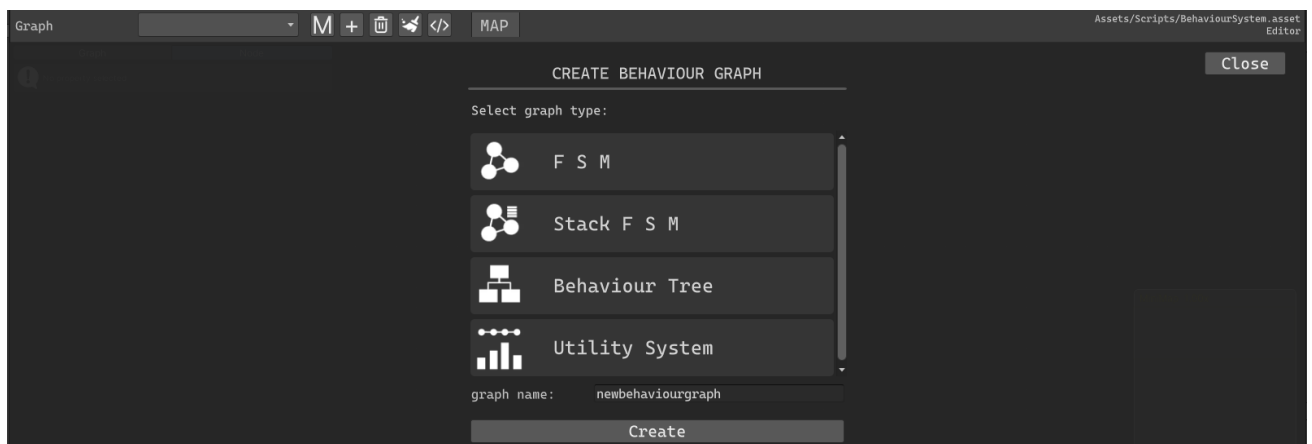 Graph
M + </> MAP
Assets/Scripts/BehaviourSystem.asset
Editor
Close
CREATE BEHAVIOUR GRAPH
Select graph type:
F S M
Stack F S M
Behaviour Tree
Utility System
graph name: newbehaviourgraph
Create